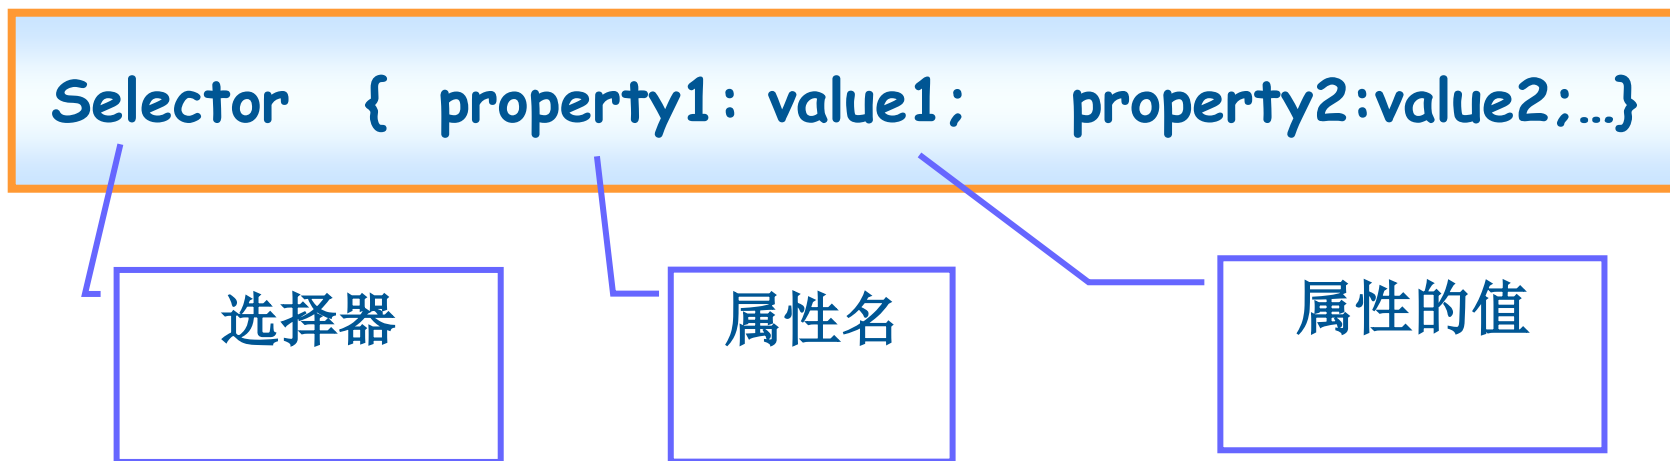 Selector { property1: value1; property2:value2;…}
选择器 属性名 属性的值